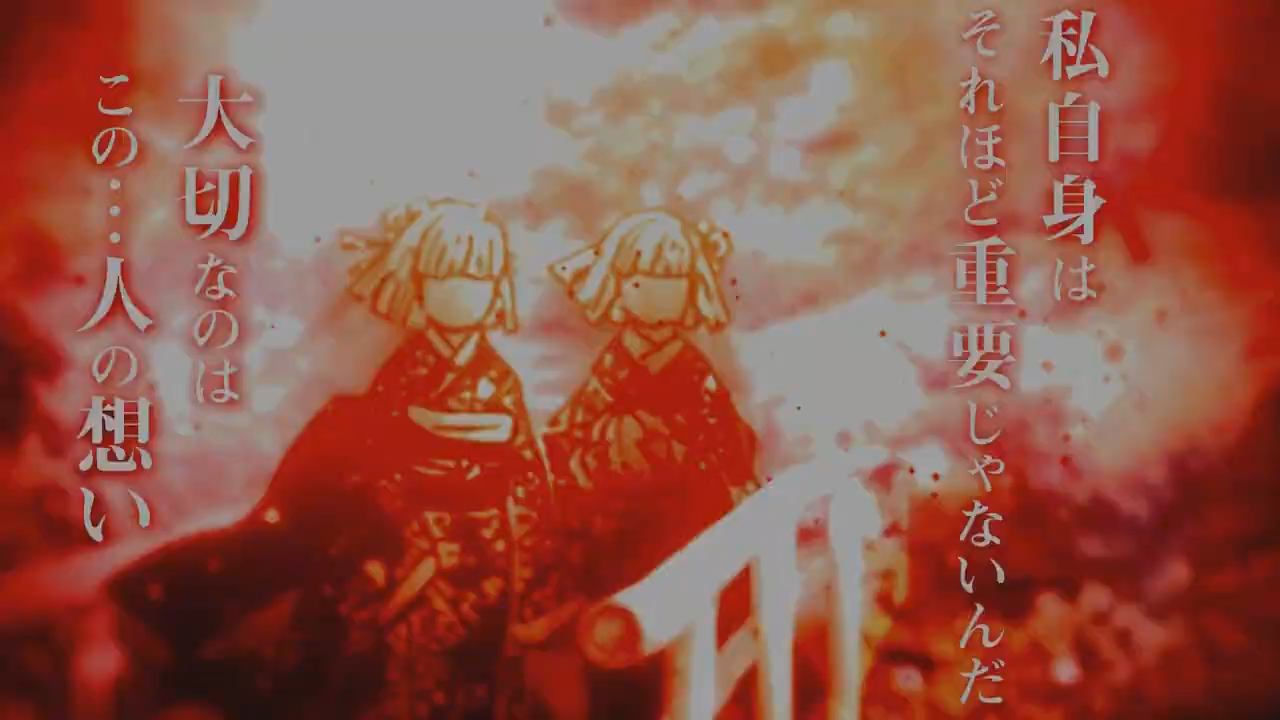 私自身は
それほど重要じゃないんだ
大切なのは
この…人の想い